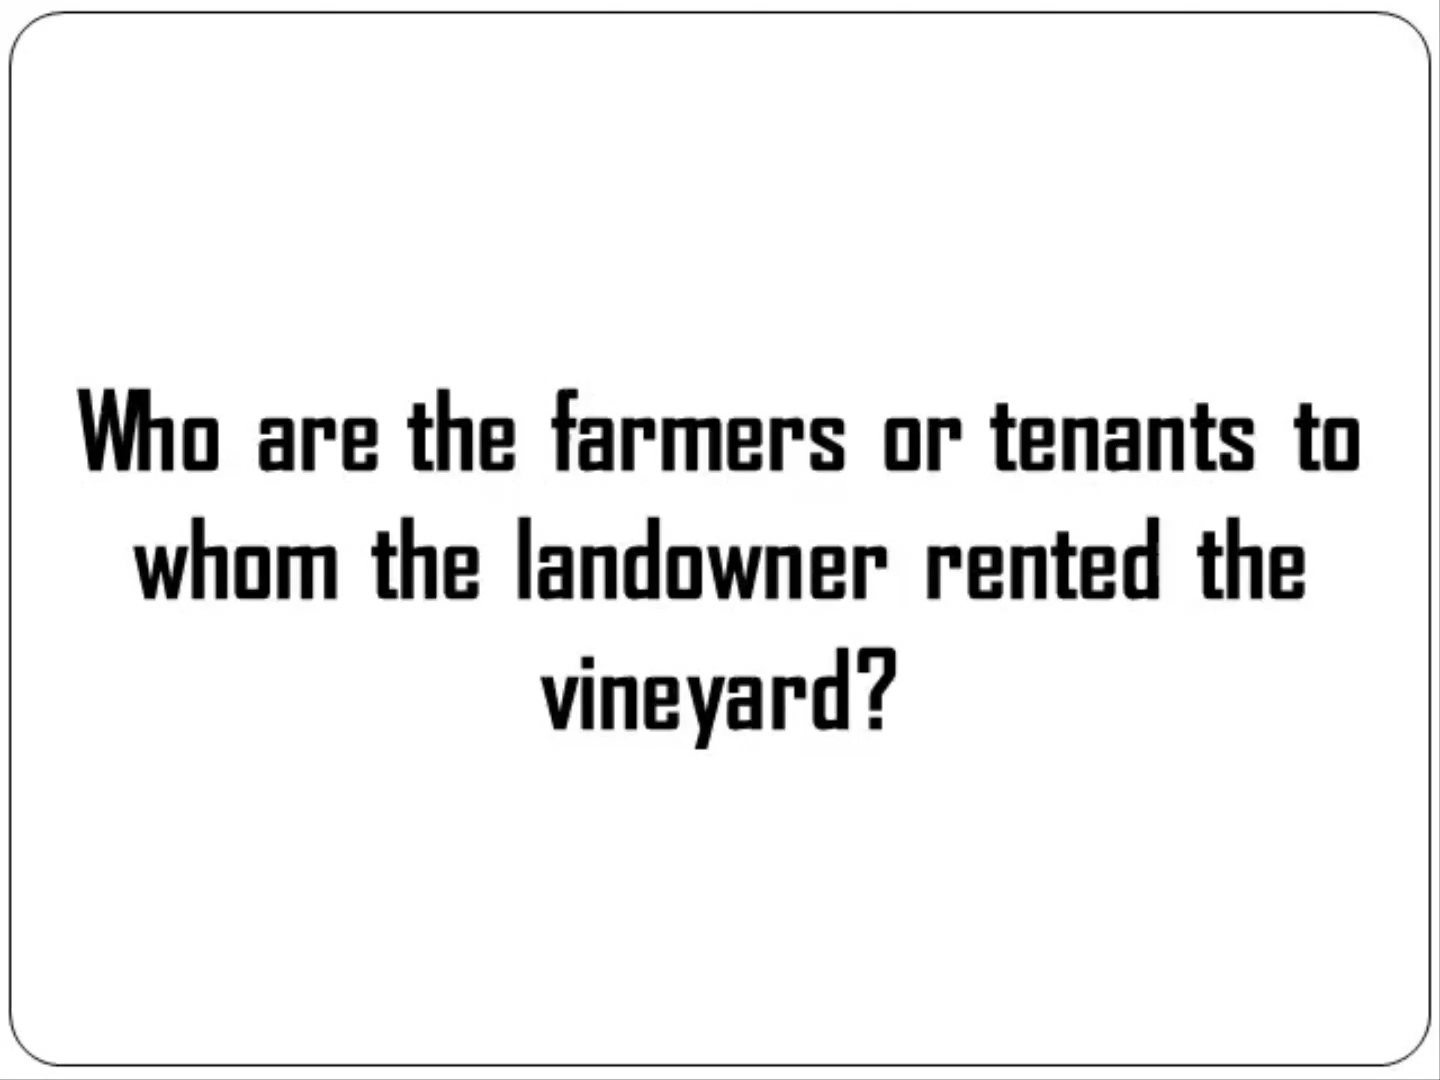 Who are the farmers or tenants to
whom the landowner rented the
vineyard?